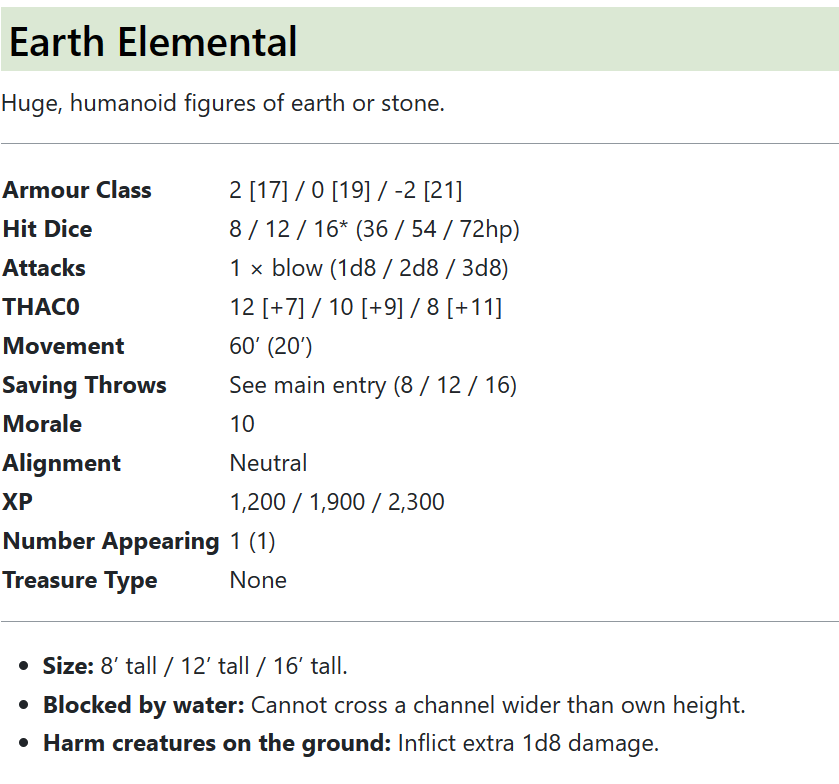 Earth Elemental
Huge, humanoid figures of earth or stone.
Armour Class 2 [17] / 0 [19] / -2 [21]
Hit Dice 8 / 12 / 16* (36 / 54 / 72hp)
Attacks 1 × blow (1d8 / 2d8 / 3d8)
THAC0 12 [+7] / 10 [+9] / 8 [+11]
Movement 60’ (20’)
Saving Throws See main entry (8 / 12 / 16)
Morale 10
Alignment Neutral
XP 1,200 / 1,900 / 2,300
Number Appearing 1 (1)
Treasure Type None
• Size: 8’ tall / 12’ tall / 16’ tall.
• Blocked by water: Cannot cross a channel wider than own height.
• Harm creatures on the ground: Inflict extra 1d8 damage.